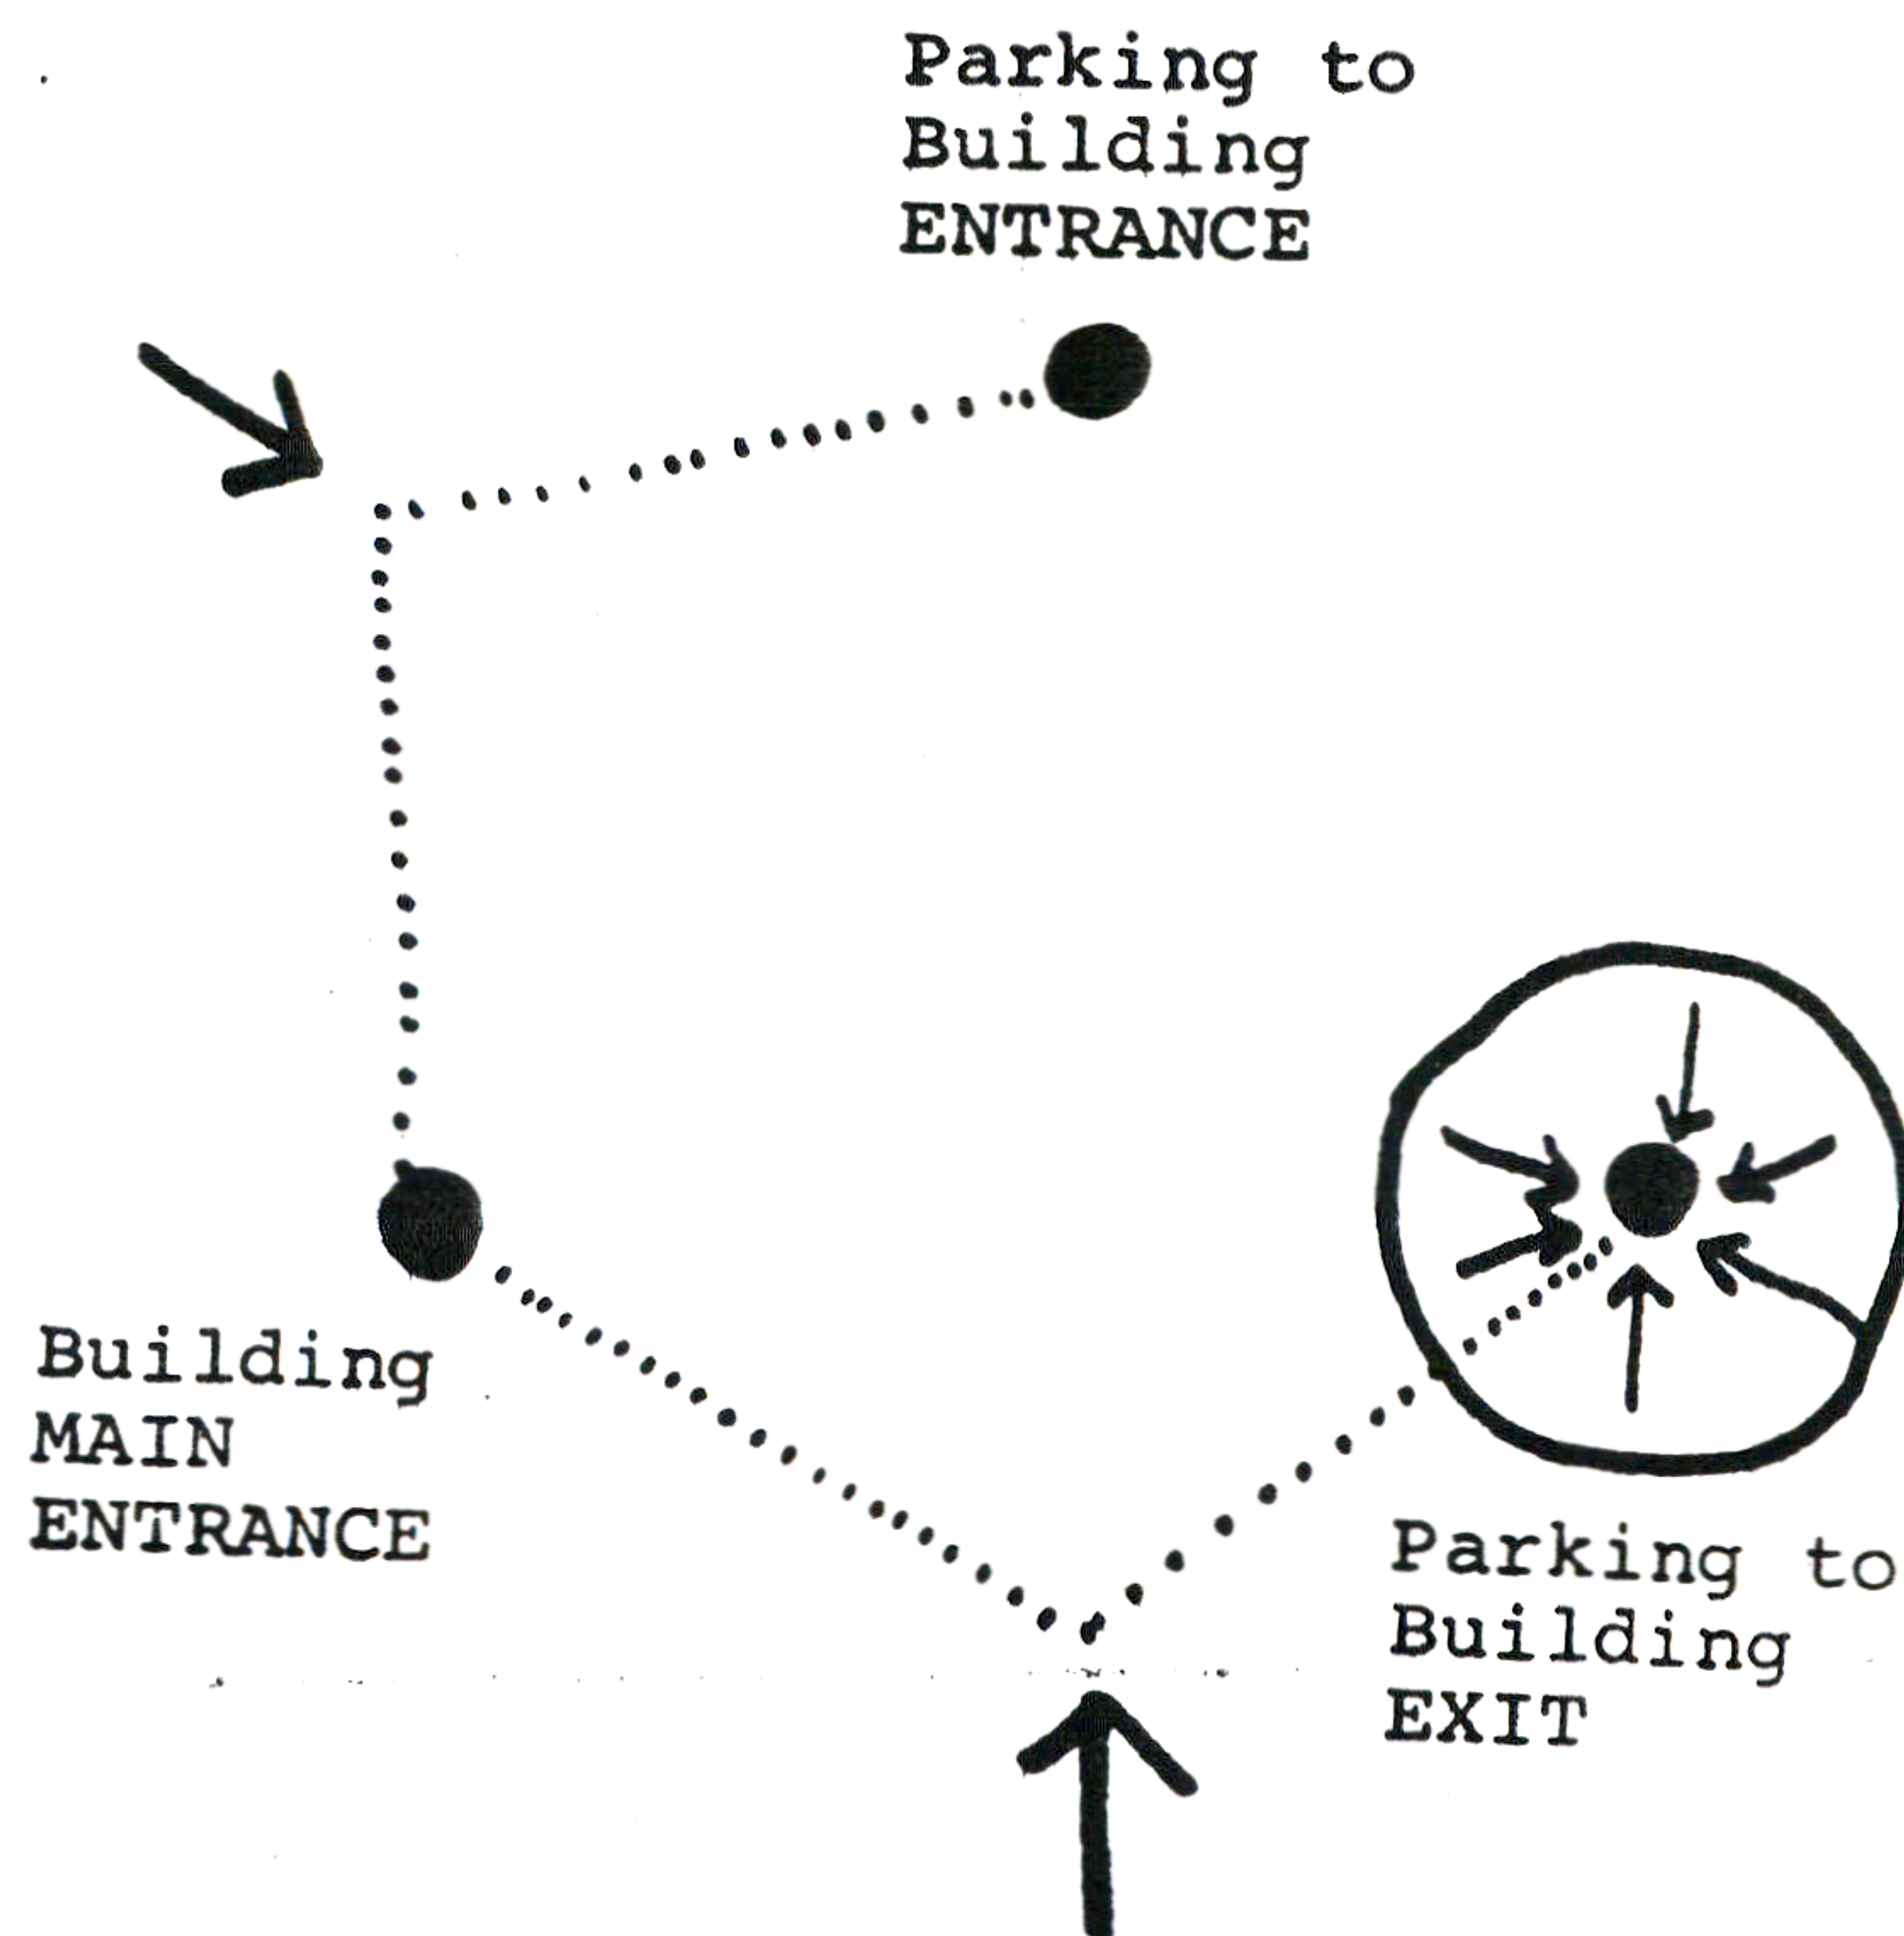 Parking to
Building
ENTRANCE
Building
MAIN
ENTRANCE
Parking to
Building
EXIT